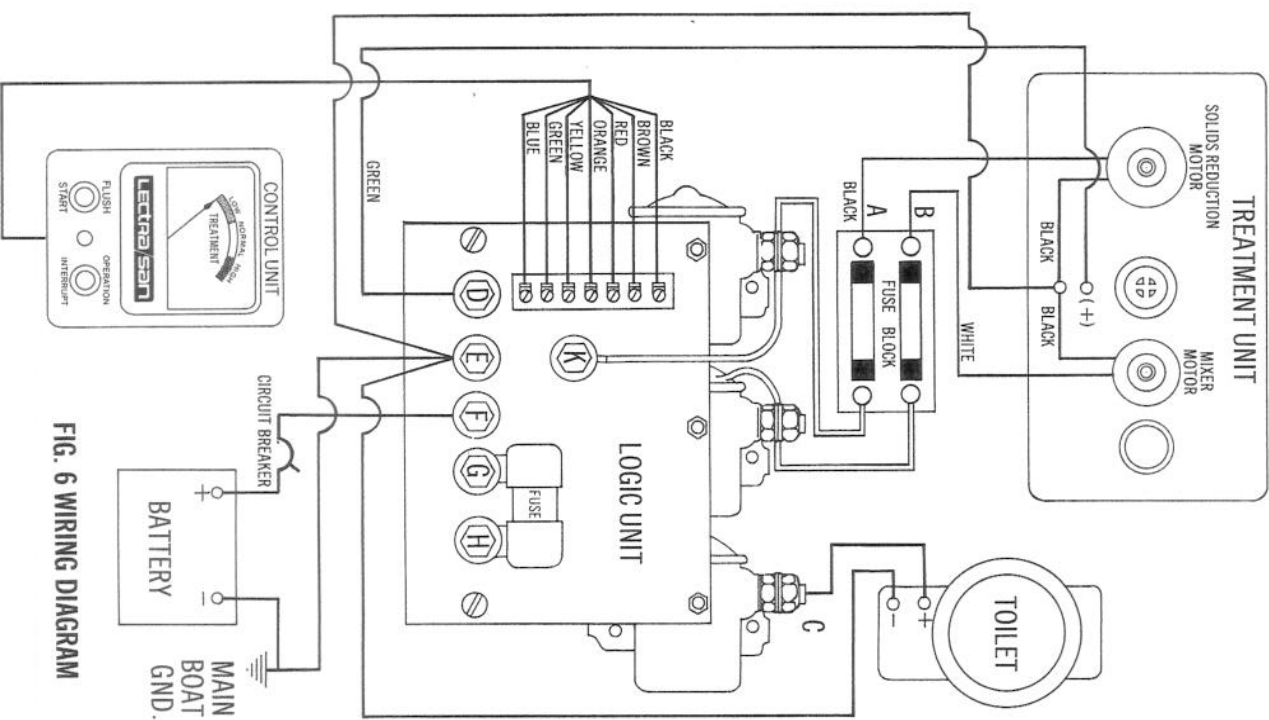 TREATMENT UNIT
SOLIDS REDUCTION
MOTOR
MIXER
MOTOR
(+)
BLACK
BLACK
WHITE
BLACK
A
B
FUSE BLOCK
TOILET
+
-
C
LOGIC UNIT
BLACK
BROWN
RED
ORANGE
YELLOW
GREEN
BLUE
K
D
E
F
G
H
FUSE
GREEN
CONTROL UNIT
LOW NORMAL HIGH
TREATMENT
LECTRA/SAN
FLUSH
START
OPERATION
INTERRUPT
CIRCUIT BREAKER
BATTERY
+
-
MAIN
BOAT
GND.
FIG. 6 WIRING DIAGRAM